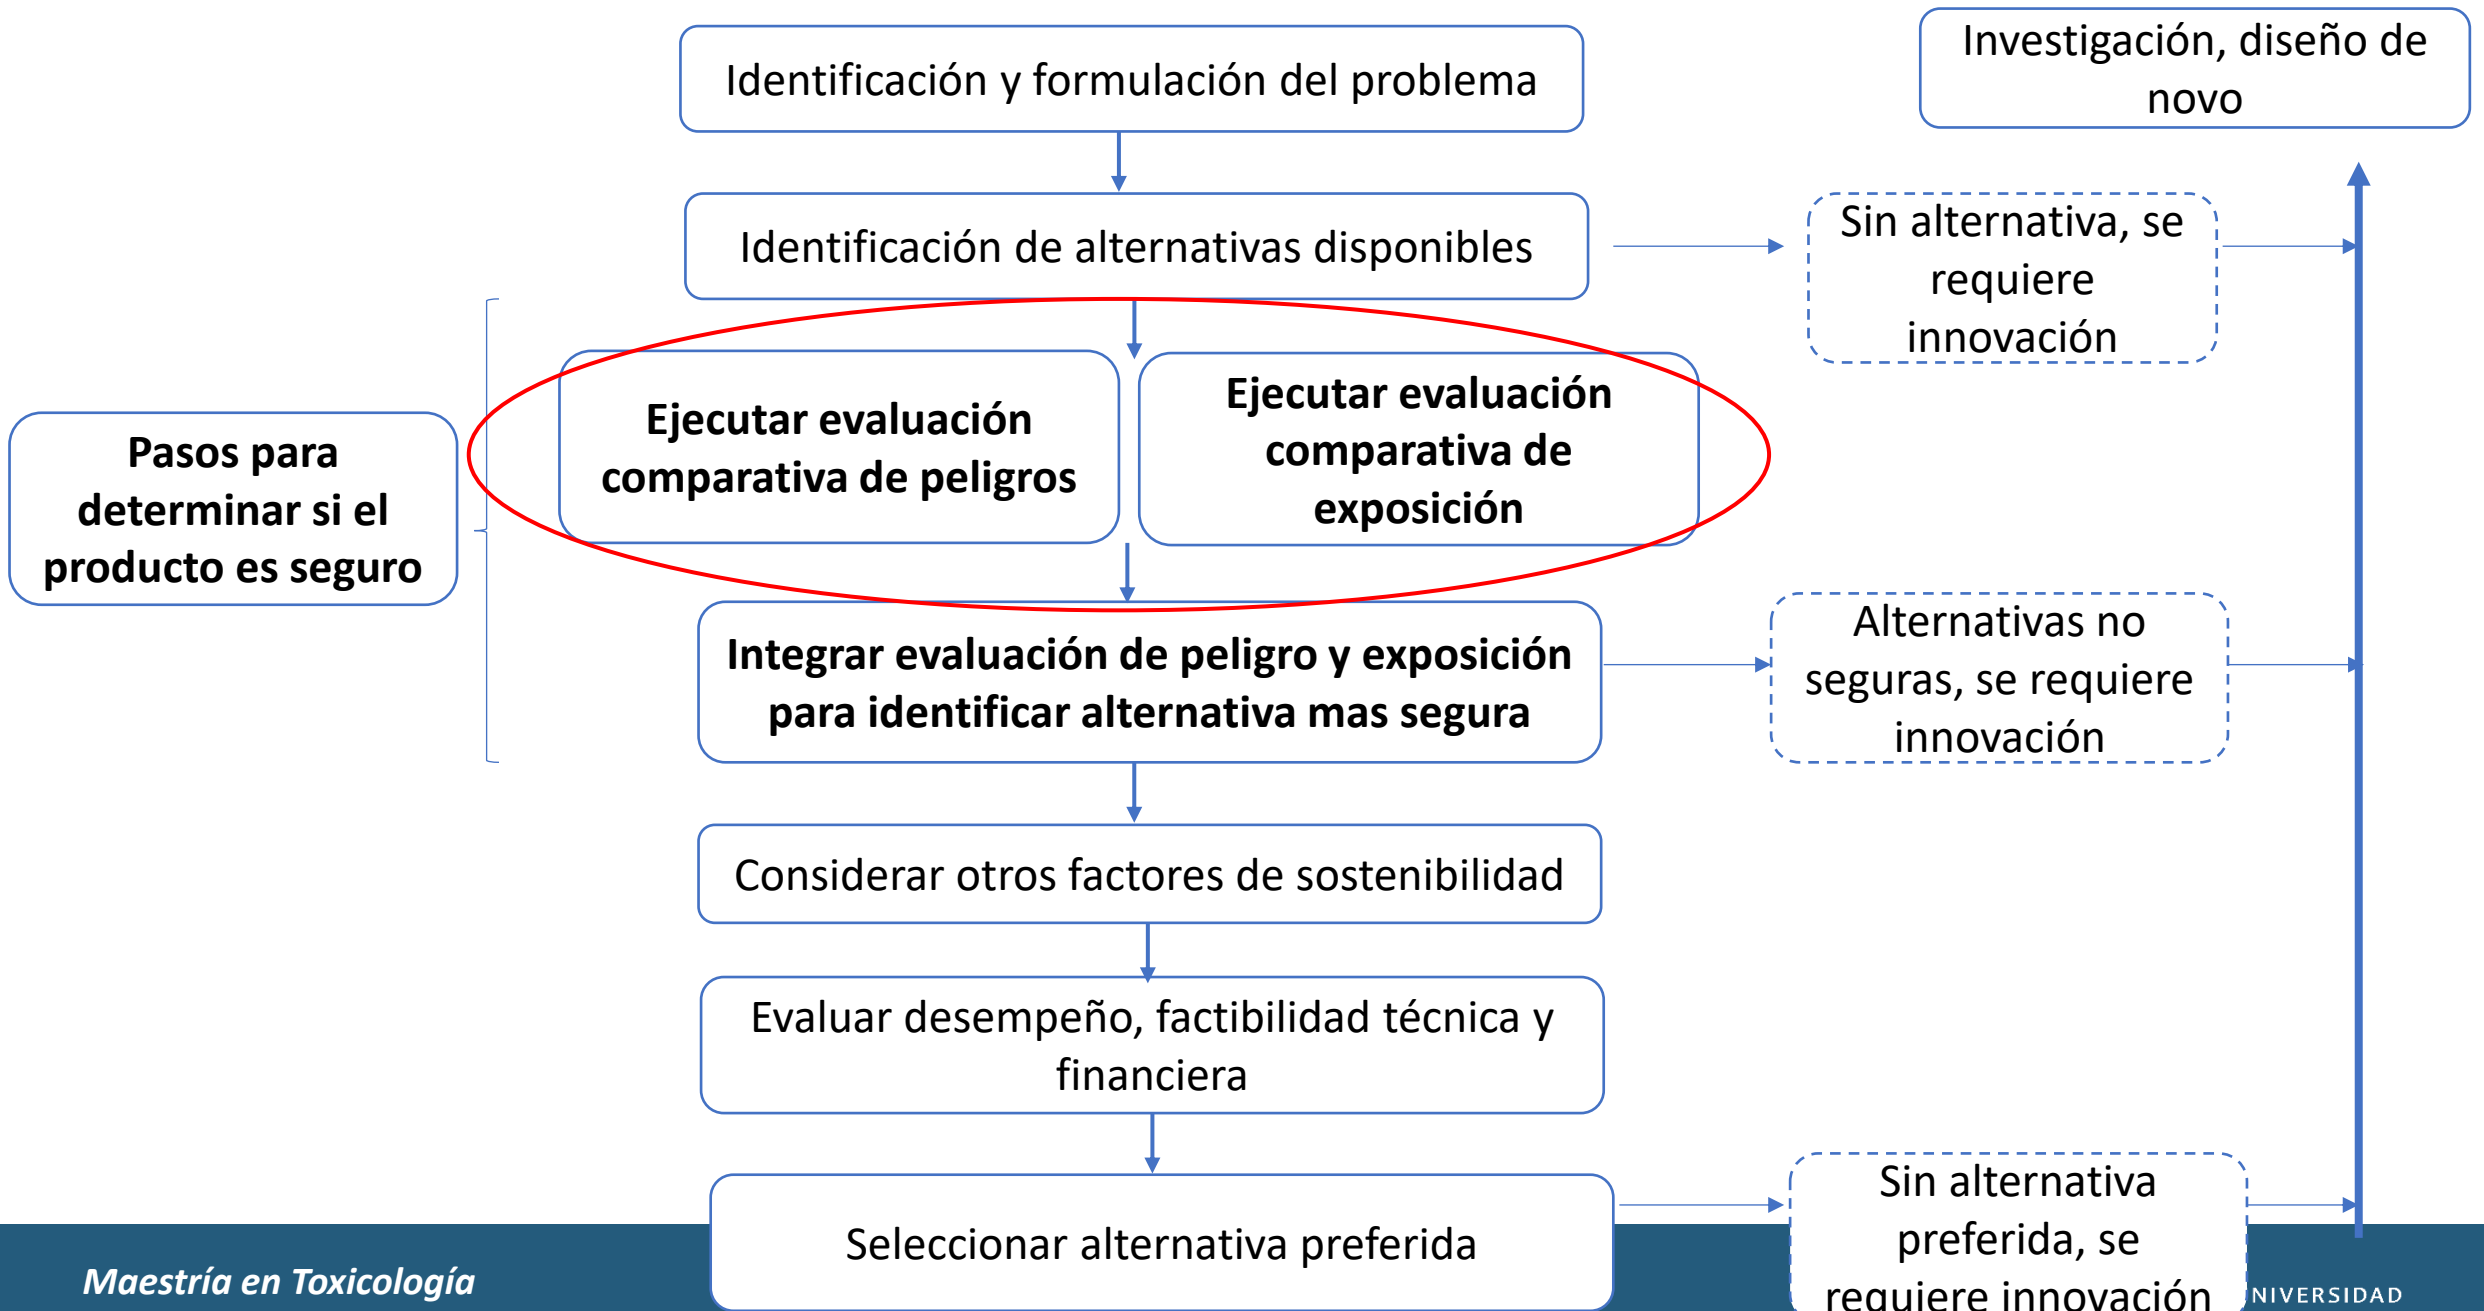 Identificación y formulación del problema
Investigación, diseño de
novo
Identificación de alternativas disponibles
Sin alternativa, se
requiere
innovación
Pasos para
determinar si el
producto es seguro
Ejecutar evaluación
comparativa de peligros
Ejecutar evaluación
comparativa de
exposición
Integrar evaluación de peligro y exposición
para identificar alternativa mas segura
Alternativas no
seguras, se requiere
innovación
Considerar otros factores de sostenibilidad
Evaluar desempeño, factibilidad técnica y
financiera
Seleccionar alternativa preferida
Sin alternativa
preferida, se
requiere innovación
Maestría en Toxicología
NIVERSIDAD